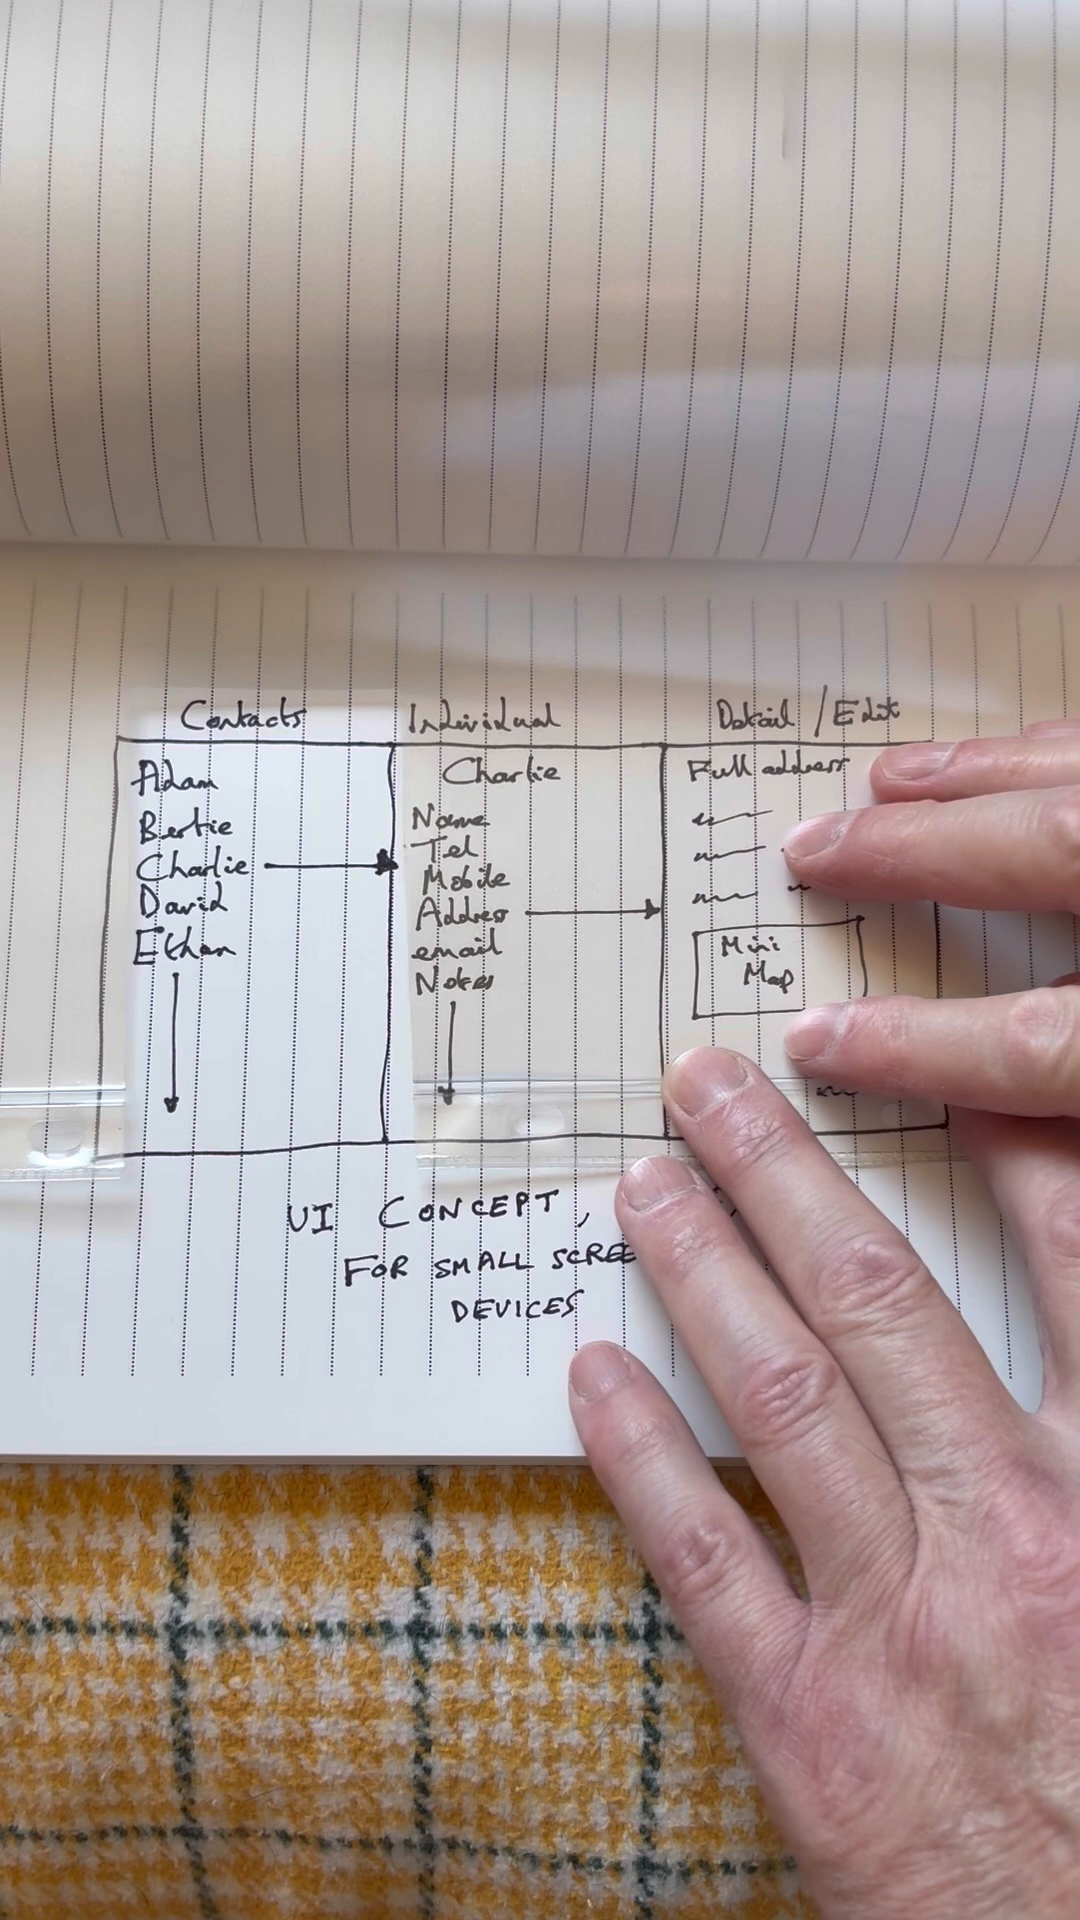 Contacts
Individual
Detail / Edit
Adam
Bertie
Charlie
David
Ethan
Charlie
Name
Tel
Mobile
Address
email
Notes
Full address
Mini
Map
UI CONCEPT,
FOR SMALL SCREE
DEVICES